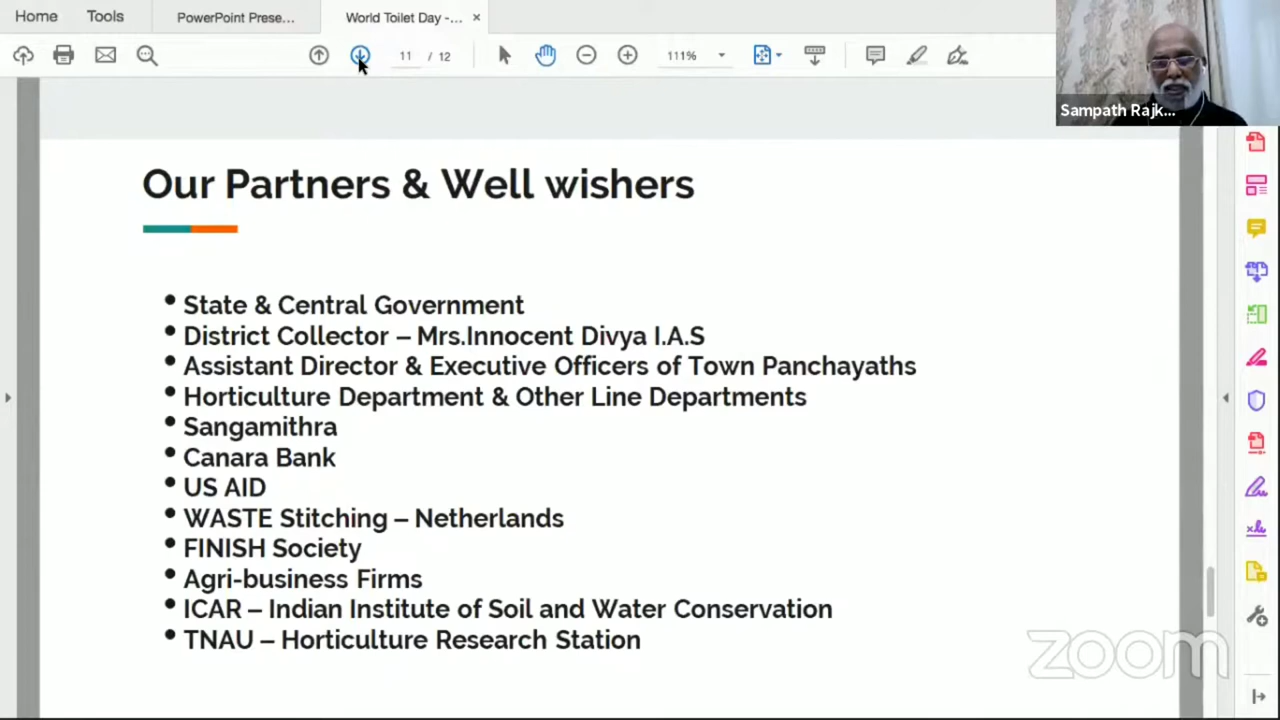 Home
Tools
PowerPoint Prese...
World Toilet Day -...
11 / 12
111%
Sampath Rajk...
Our Partners & Well wishers
• State & Central Government
• District Collector – Mrs.Innocent Divya I.A.S
• Assistant Director & Executive Officers of Town Panchayaths
• Horticulture Department & Other Line Departments
• Sangamithra
• Canara Bank
• US AID
• WASTE Stitching – Netherlands
• FINISH Society
• Agri-business Firms
• ICAR – Indian Institute of Soil and Water Conservation
• TNAU – Horticulture Research Station
zoom